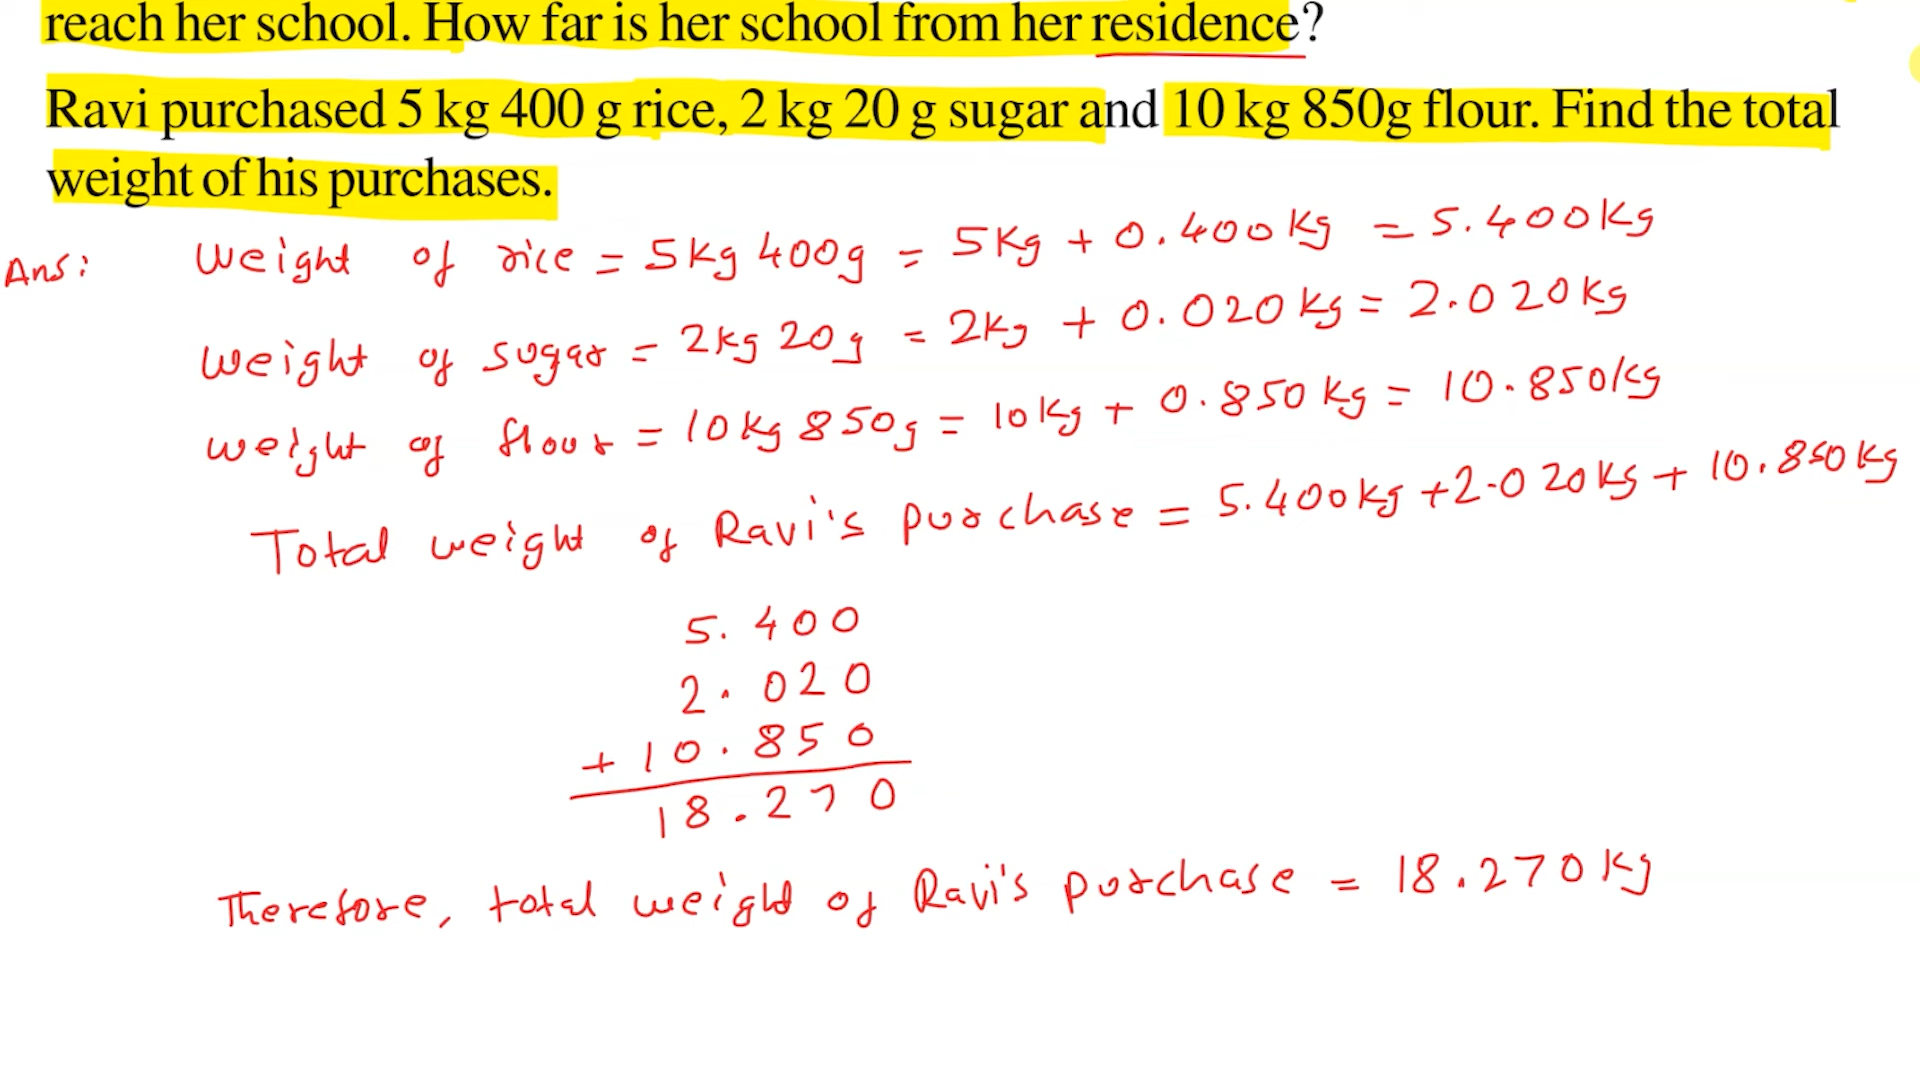 reach her school. How far is her school from her residence?
Ravi purchased 5 kg 400 g rice, 2 kg 20 g sugar and 10 kg 850g flour. Find the total
weight of his purchases.
Ans: Weight of rice = 5kg 400g = 5kg + 0.400kg = 5.400kg
Weight of sugar = 2kg 20g = 2kg + 0.020kg = 2.020kg
Weight of flour = 10kg 850g = 10kg + 0.850kg = 10.850kg
Total weight of Ravi's purchase = 5.400kg + 2.020kg + 10.850kg
5.400
2.020
+ 10.850
18.270
Therefore, total weight of Ravi's purchase = 18.270kg